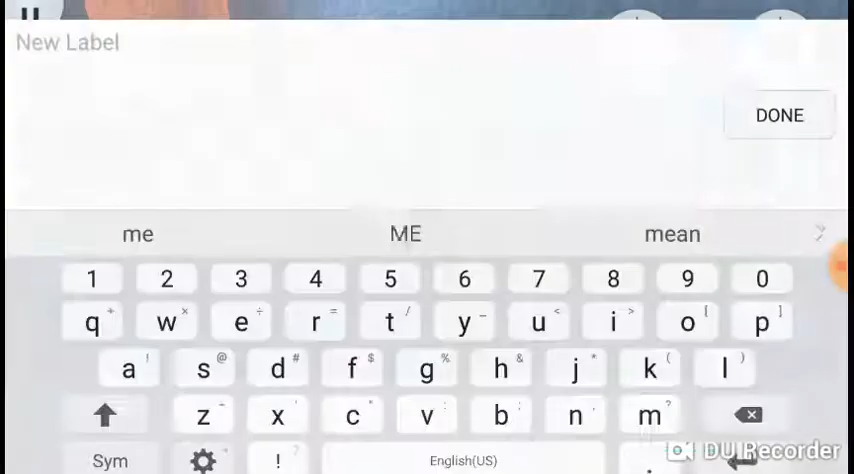 New Label
DONE
me ME mean
1 2 3 4 5 6 7 8 9 0
q + w × e ÷ r = t / y _ u < i > o [ p ]
a ! s @ d # f $ g % h & j * k ( l )
z x c v b n m
Sym ! ? English(US) .
DU Recorder